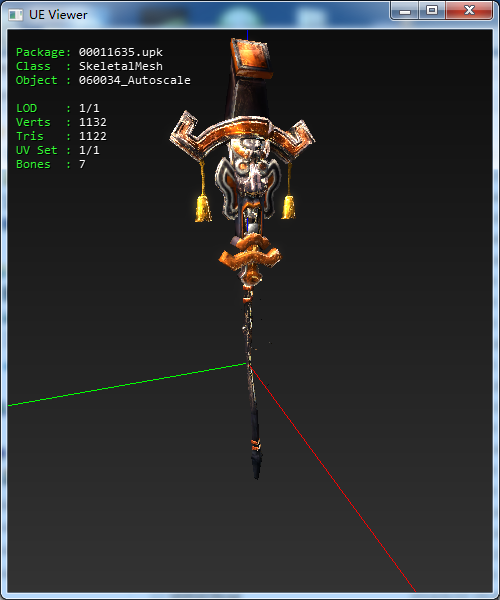 UE Viewer
Package: 00011635.upk
Class  : SkeletalMesh
Object : 060034_Autoscale
LOD    : 1/1
Verts  : 1132
Tris   : 1122
UV Set : 1/1
Bones  : 7